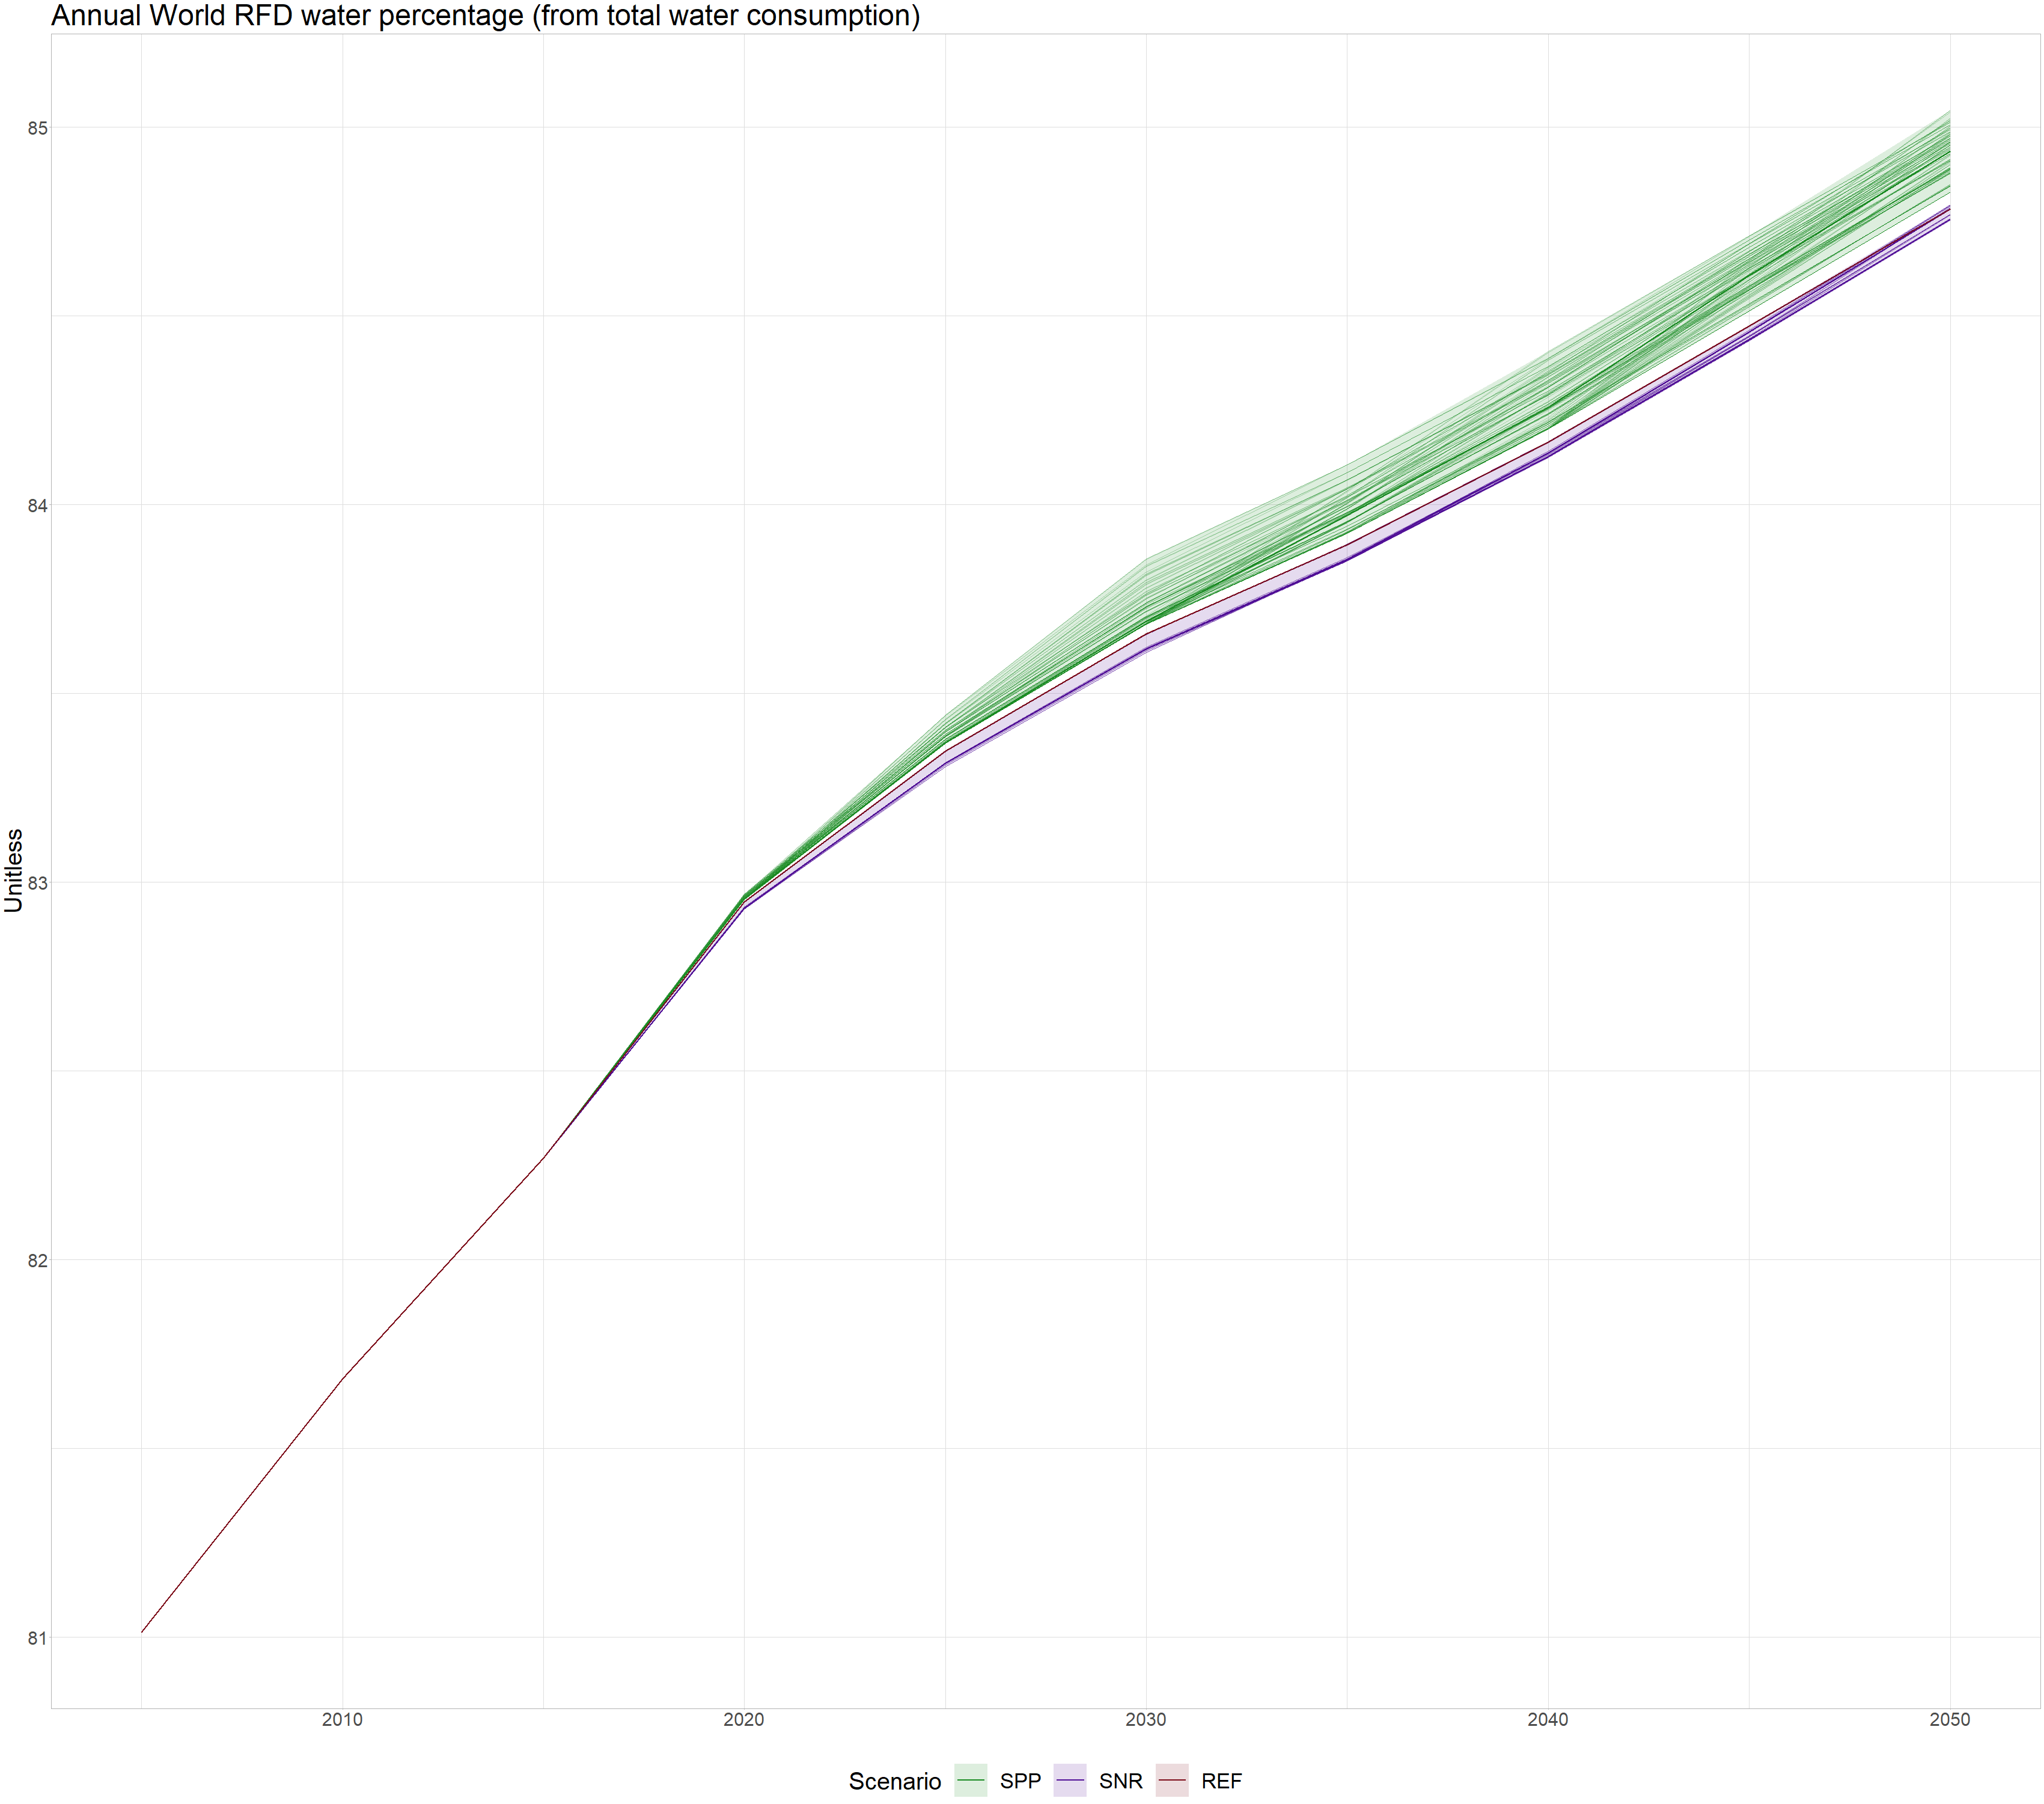 Annual World RFD water percentage (from total water consumption)
85
84
83
82
81
Unitless
2010 2020 2030 2040 2050
Scenario SPP SNR REF